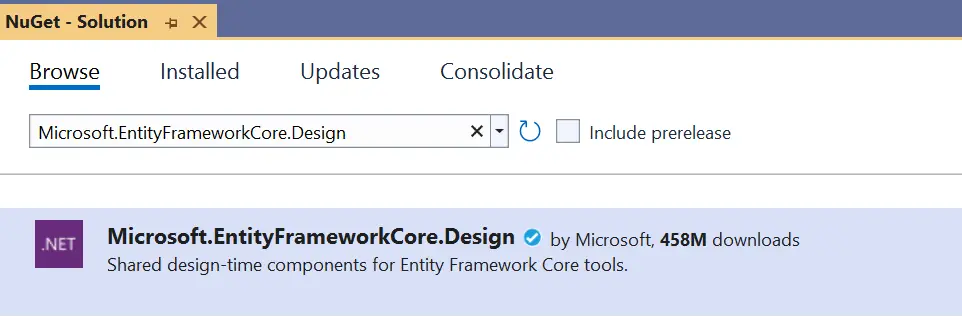 NuGet - Solution
Browse Installed Updates Consolidate
Microsoft.EntityFrameworkCore.Design Include prerelease
.NET
Microsoft.EntityFrameworkCore.Design by Microsoft, 458M downloads
Shared design-time components for Entity Framework Core tools.